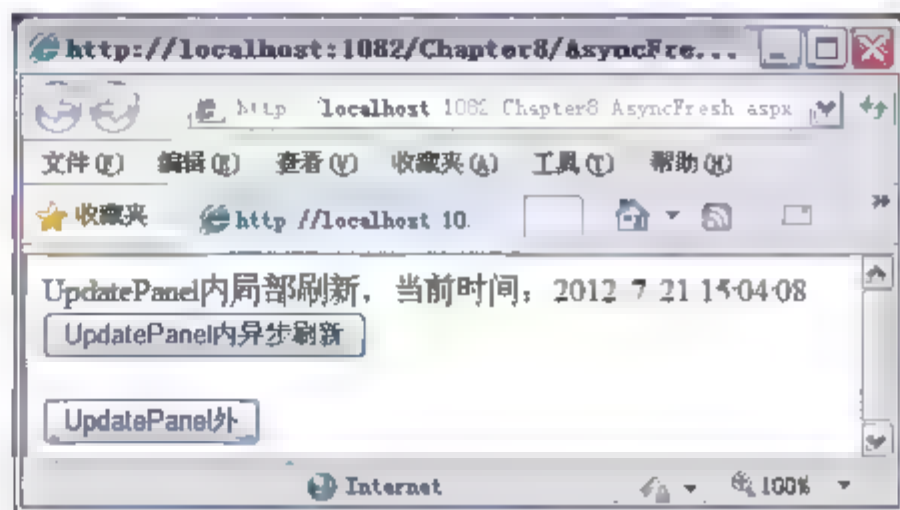 http://localhost:1082/Chapter8/AsyncFre...
http localhost 1082 Chapter8 AsyncFresh aspx
文件(F) 编辑(E) 查看(V) 收藏夹(A) 工具(T) 帮助(H)
收藏夹 http //localhost 10.
UpdatePanel内局部刷新，当前时间：2012 7 21 15:04:08
UpdatePanel内异步刷新
UpdatePanel外
Internet 100%